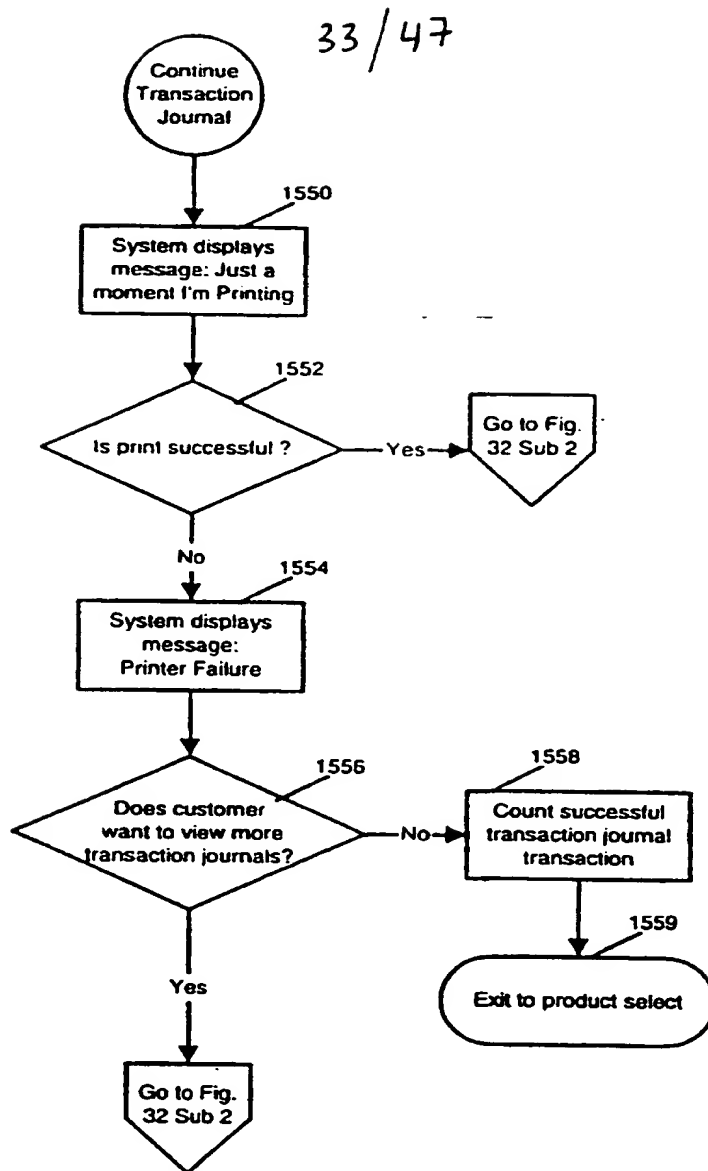 33/47
Continue
Transaction
Journal
1550
System displays
message: Just a
moment I'm Printing
1552
Is print successful ?
Yes
Go to Fig.
32 Sub 2
No
1554
System displays
message:
Printer Failure
1556
Does customer
want to view more
transaction journals?
No
1558
Count successful
transaction journal
transaction
1559
Exit to product select
Yes
Go to Fig.
32 Sub 2